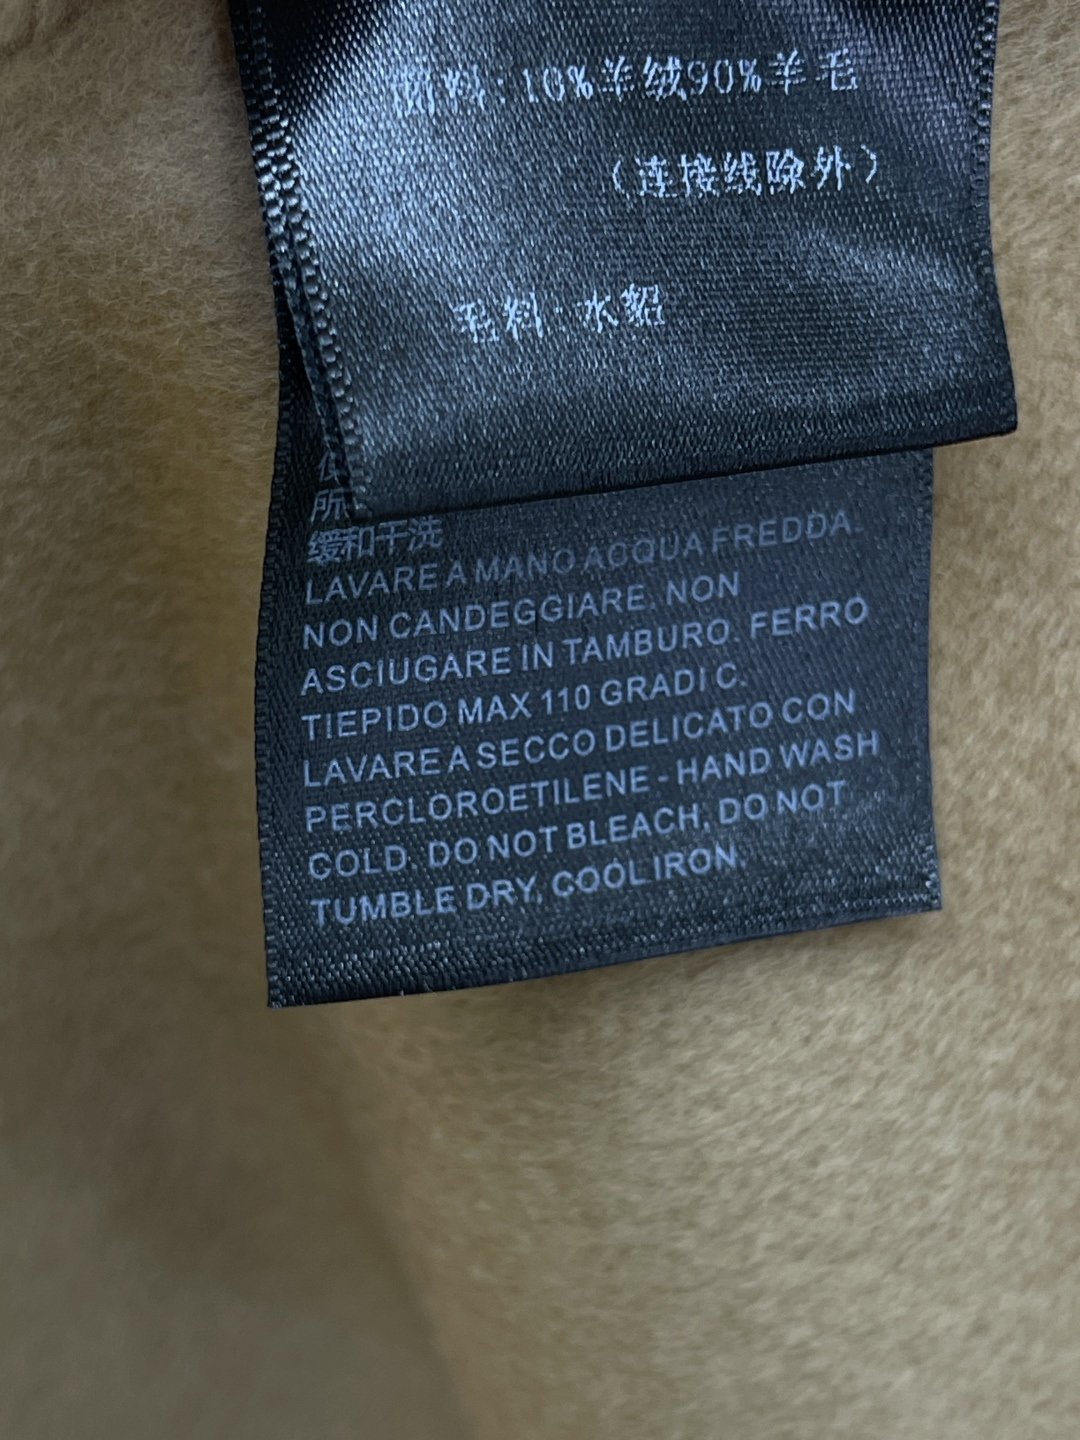 面料:10%羊绒90%羊毛
(连接线除外)
毛料:水貂
所
缓和干洗
LAVARE A MANO ACQUA FREDDA.
NON CANDEGGIARE, NON
ASCIUGARE IN TAMBURO. FERRO
TIEPIDO MAX 110 GRADI C.
LAVARE A SECCO DELICATO CON
PERCLOROETILENE - HAND WASH
COLD, DO NOT BLEACH, DO NOT
TUMBLE DRY, COOL IRON.